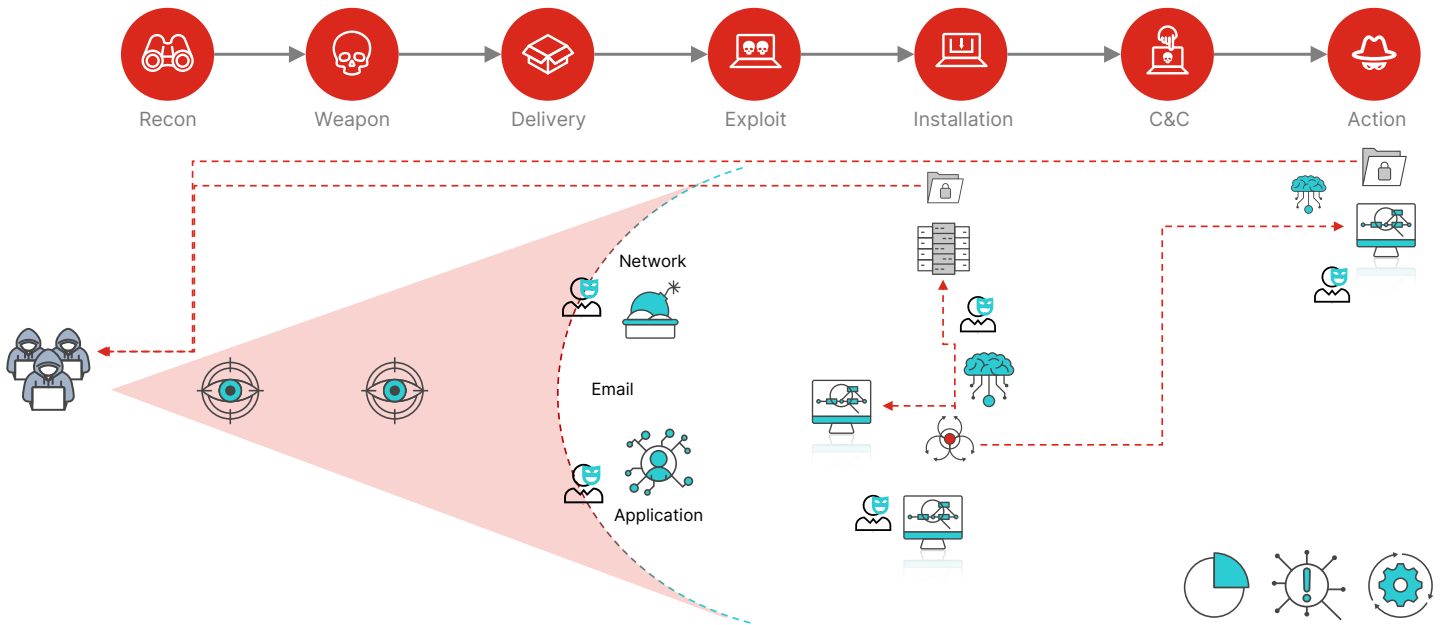 Recon
Weapon
Delivery
Exploit
Installation
C&C
Action
Network
Email
Application